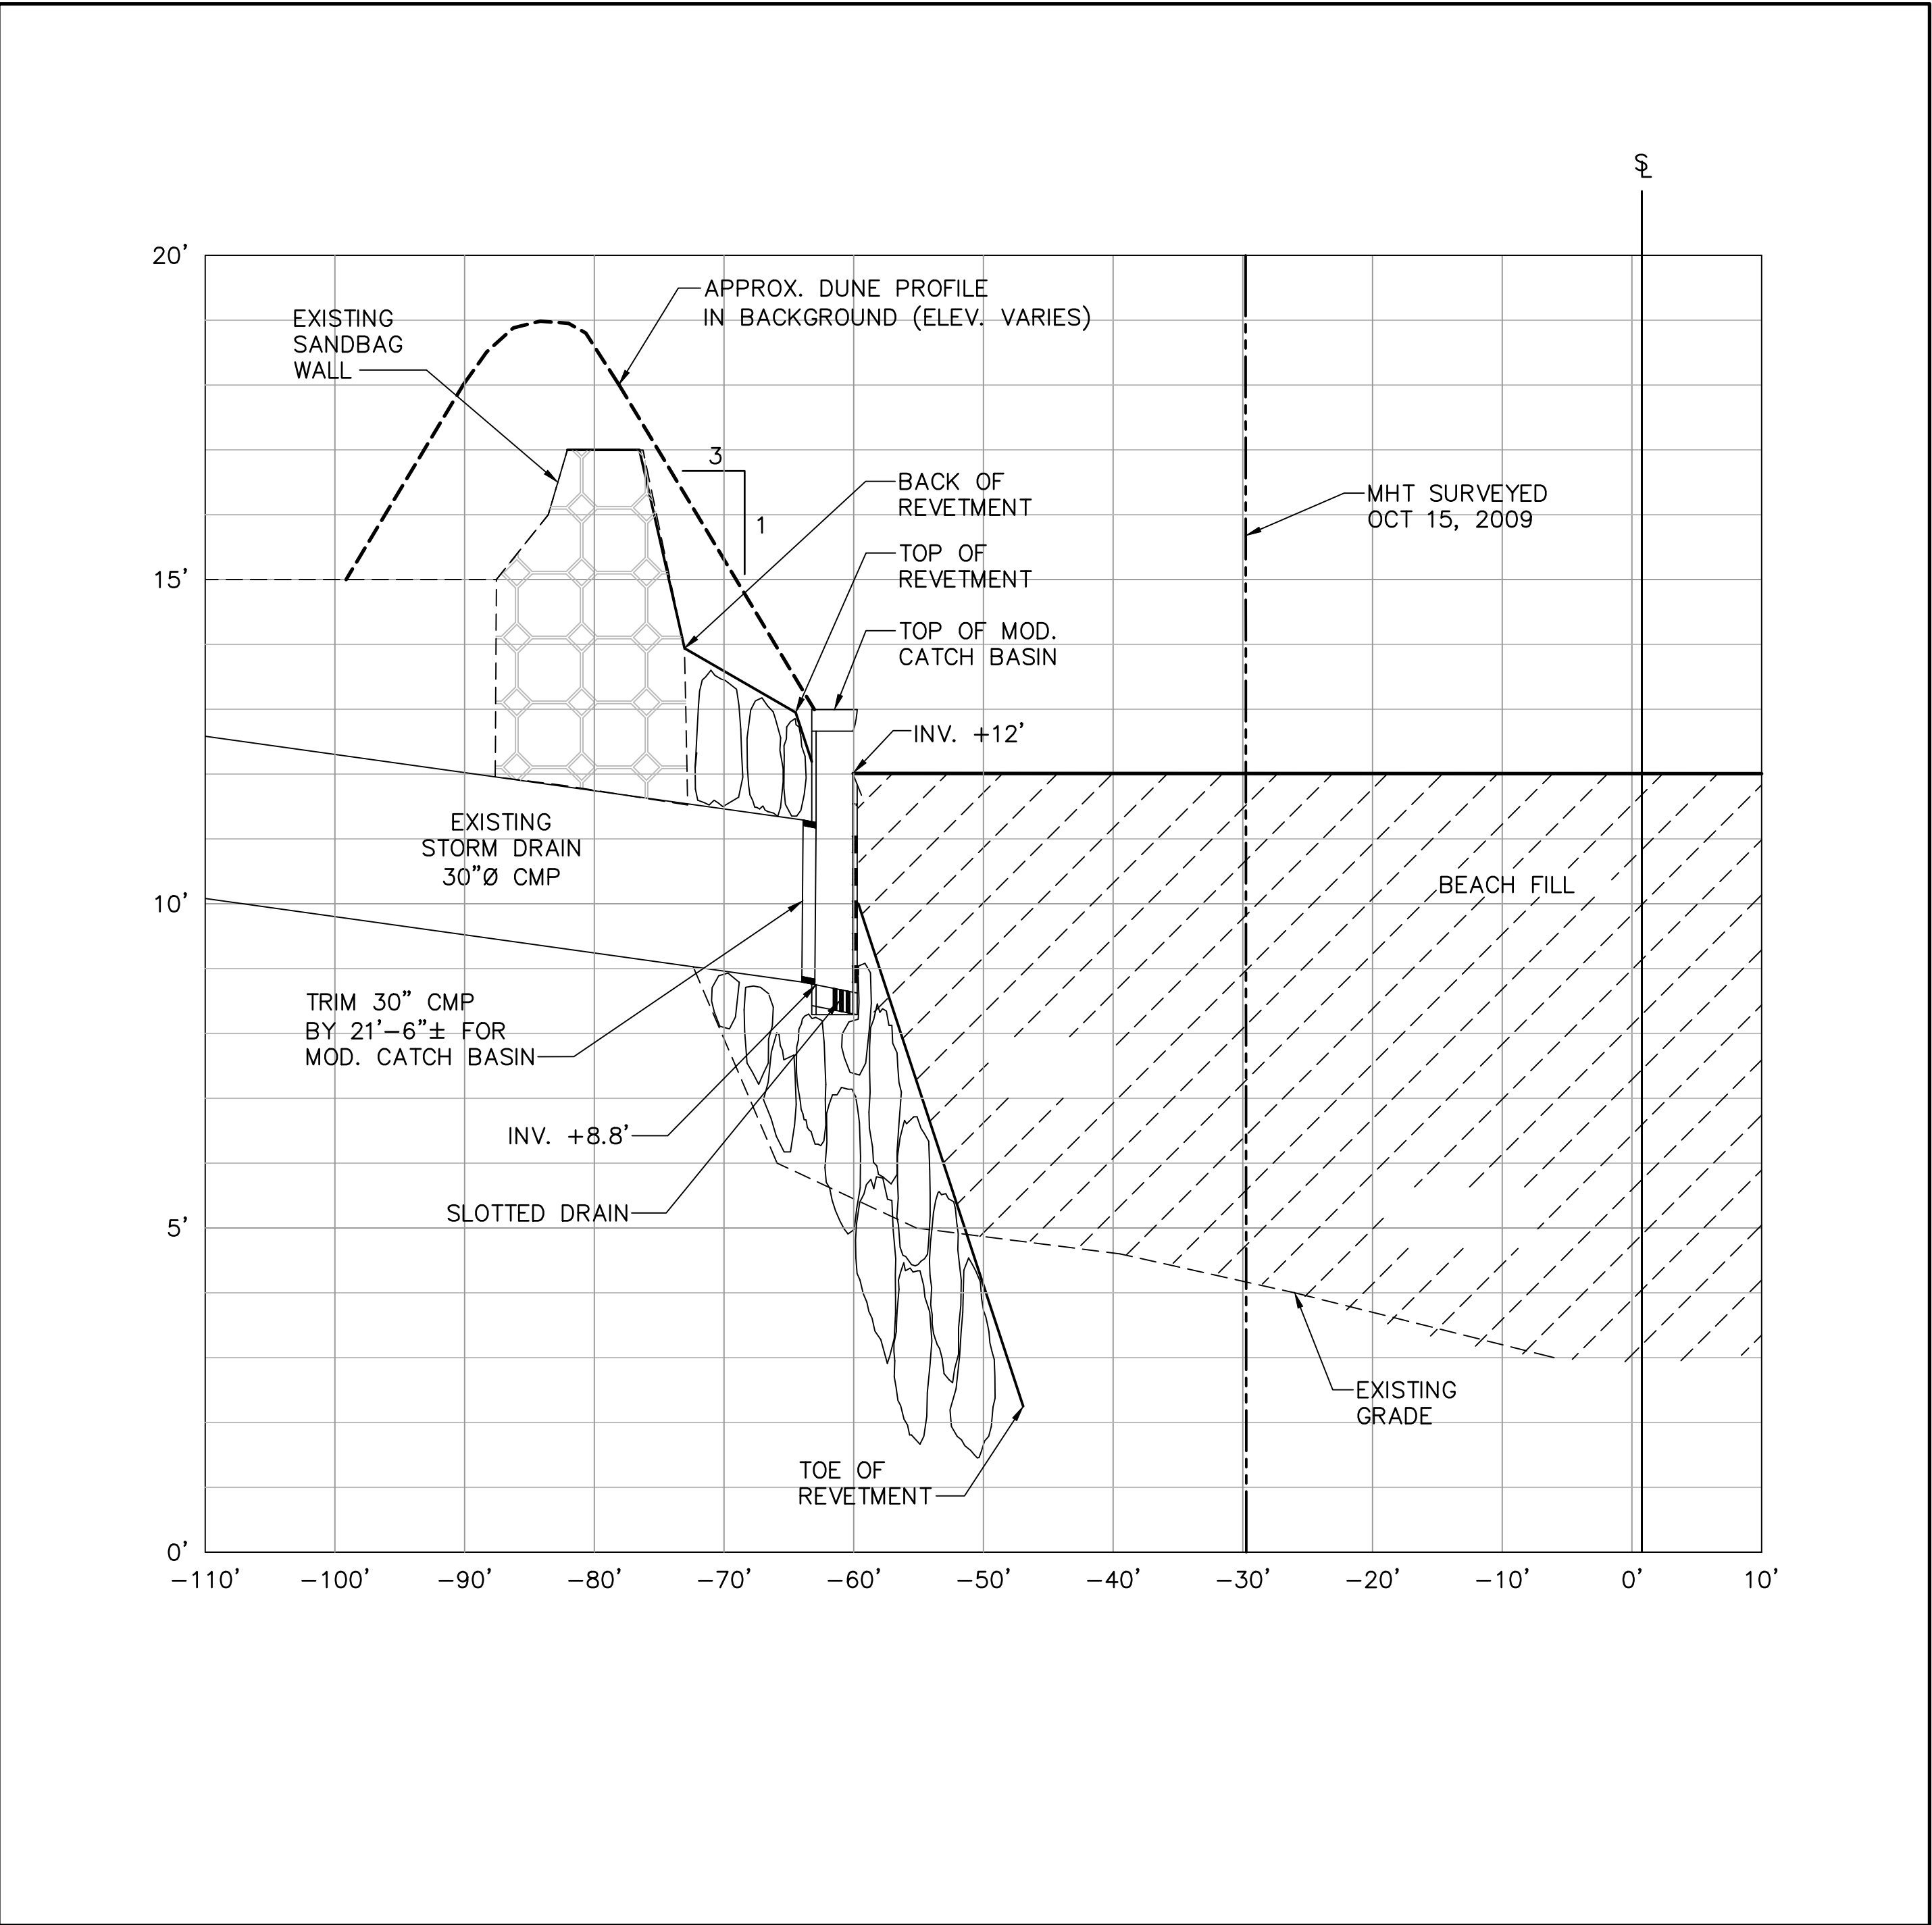 SL
20'
APPROX. DUNE PROFILE
IN BACKGROUND (ELEV. VARIES)
EXISTING
SANDBAG
WALL
3
1
BACK OF
REVETMENT
MHT SURVEYED
OCT 15, 2009
TOP OF
REVETMENT
15'
TOP OF MOD.
CATCH BASIN
INV. +12'
EXISTING
STORM DRAIN
30"Ø CMP
BEACH FILL
10'
TRIM 30" CMP
BY 21'-6"± FOR
MOD. CATCH BASIN
INV. +8.8'
SLOTTED DRAIN
5'
EXISTING
GRADE
TOE OF
REVETMENT
0'
-110' -100' -90' -80' -70' -60' -50' -40' -30' -20' -10' 0' 10'